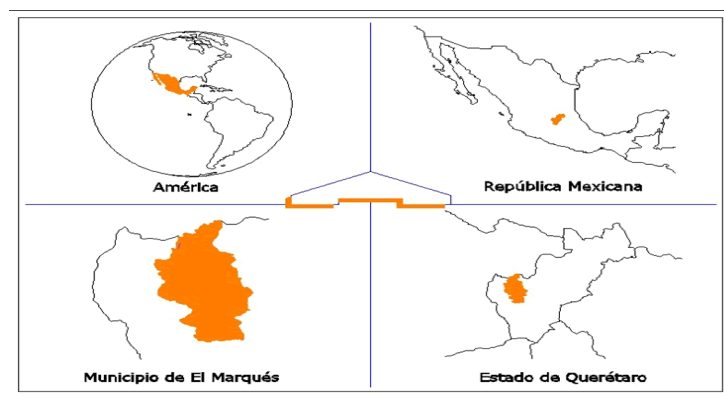 América
República Mexicana
Municipio de El Marqués
Estado de Querétaro